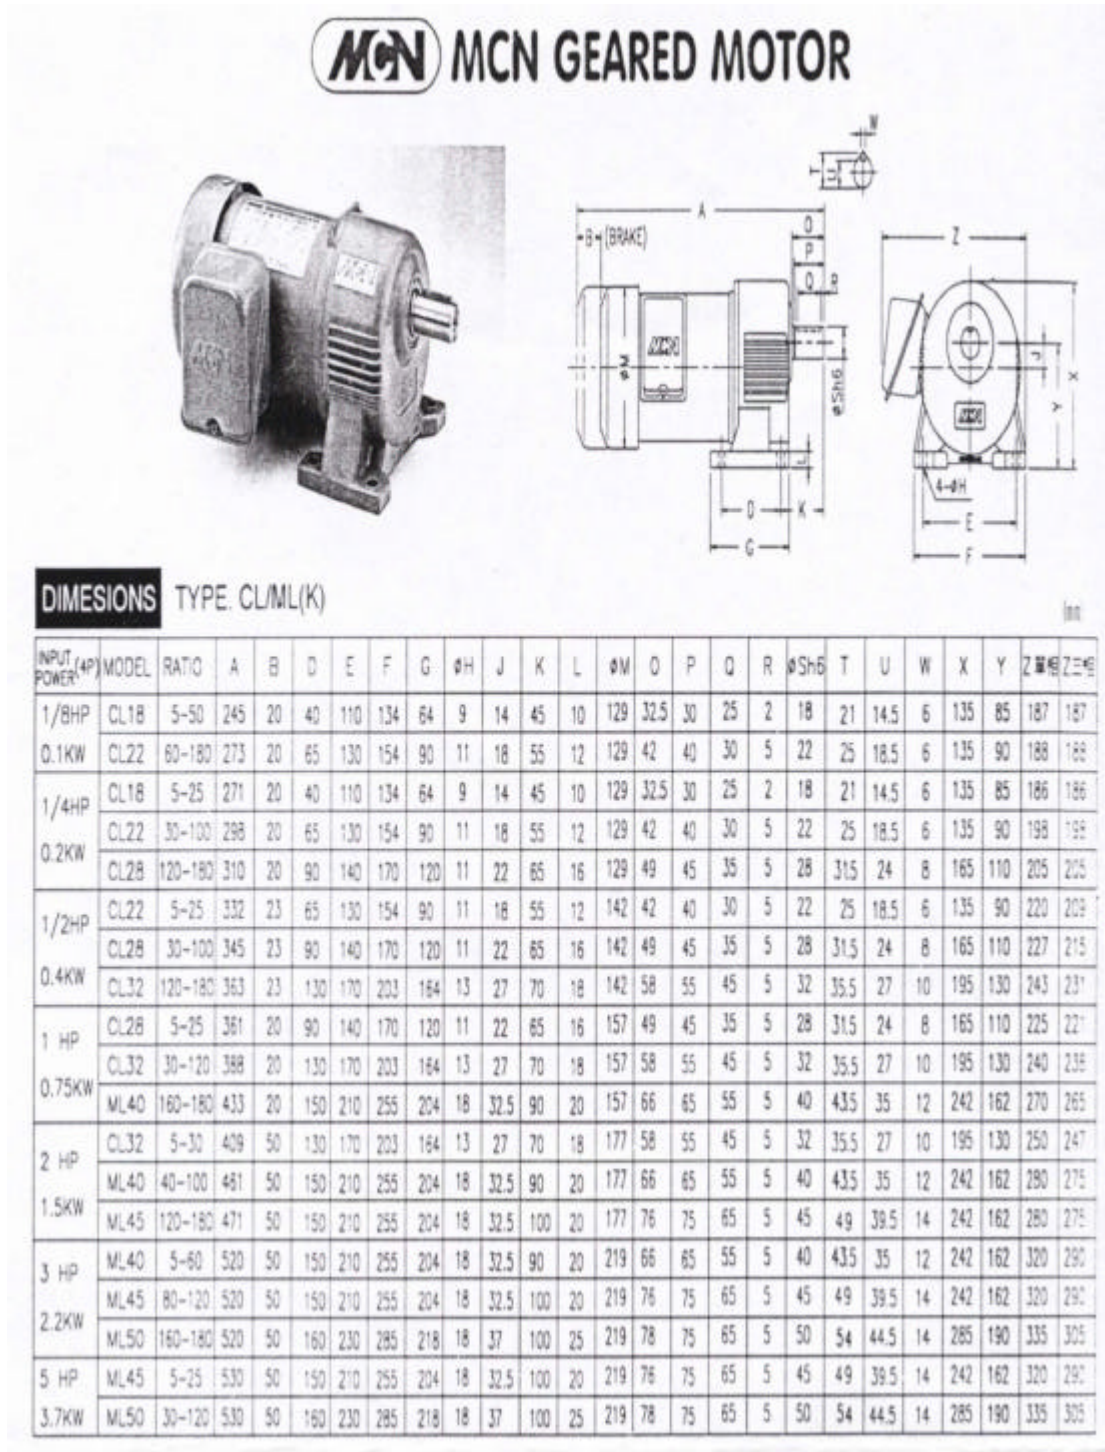 MCN MCN GEARED MOTOR
W
T
U
A
O
B (BRAKE)
Z
P
Q R
MCN
MCN
øM
J
X
øSh6
Y
MCN
L
4-øH
D K
E
G
F
DIMESIONS TYPE. CL/ML(K)
(mm)
INPUT POWER (4P) MODEL RATIO A B D E F G øH J K L øM O P Q R øSh6 T U W X Y Z單相 Z三相
1/8HP CL18 5-50 245 20 40 110 134 64 9 14 45 10 129 32.5 30 25 2 18 21 14.5 6 135 85 187 187
0.1KW CL22 60-180 273 20 65 130 154 90 11 18 55 12 129 42 40 30 5 22 25 18.5 6 135 90 188 188
1/4HP CL18 5-25 271 20 40 110 134 64 9 14 45 10 129 32.5 30 25 2 18 21 14.5 6 135 85 186 186
CL22 30-100 298 20 65 130 154 90 11 18 55 12 129 42 40 30 5 22 25 18.5 6 135 90 198 198
0.2KW CL28 120-180 310 20 90 140 170 120 11 22 65 16 129 49 45 35 5 28 31.5 24 8 165 110 205 205
1/2HP CL22 5-25 332 23 65 130 154 90 11 18 55 12 142 42 40 30 5 22 25 18.5 6 135 90 220 209
CL28 30-100 345 23 90 140 170 120 11 22 65 16 142 49 45 35 5 28 31.5 24 8 165 110 227 215
0.4KW CL32 120-180 363 23 130 170 203 164 13 27 70 18 142 58 55 45 5 32 35.5 27 10 195 130 243 231
1 HP CL28 5-25 361 20 90 140 170 120 11 22 65 16 157 49 45 35 5 28 31.5 24 8 165 110 225 221
CL32 30-120 388 20 130 170 203 164 13 27 70 18 157 58 55 45 5 32 35.5 27 10 195 130 240 236
0.75KW ML40 160-180 433 20 150 210 255 204 18 32.5 90 20 157 66 65 55 5 40 43.5 35 12 242 162 270 265
2 HP CL32 5-30 409 50 130 170 203 164 13 27 70 18 177 58 55 45 5 32 35.5 27 10 195 130 250 247
ML40 40-100 461 50 150 210 255 204 18 32.5 90 20 177 66 65 55 5 40 43.5 35 12 242 162 280 275
1.5KW ML45 120-180 471 50 150 210 255 204 18 32.5 100 20 177 76 75 65 5 45 49 39.5 14 242 162 280 275
3 HP ML40 5-60 520 50 150 210 255 204 18 32.5 90 20 219 66 65 55 5 40 43.5 35 12 242 162 320 290
ML45 80-120 520 50 150 210 255 204 18 32.5 100 20 219 76 75 65 5 45 49 39.5 14 242 162 320 290
2.2KW ML50 160-180 520 50 160 230 285 218 18 37 100 25 219 78 75 65 5 50 54 44.5 14 285 190 335 305
5 HP ML45 5-25 530 50 150 210 255 204 18 32.5 100 20 219 76 75 65 5 45 49 39.5 14 242 162 320 290
3.7KW ML50 30-120 530 50 160 230 285 218 18 37 100 25 219 78 75 65 5 50 54 44.5 14 285 190 335 305